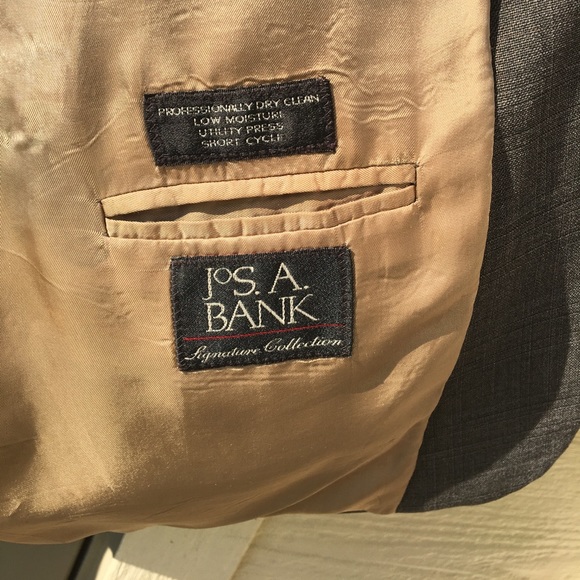 PROFESSIONALLY DRY CLEAN
LOW MOISTURE
UTILITY PRESS
SHORT CYCLE
JOS. A.
BANK
Signature Collection